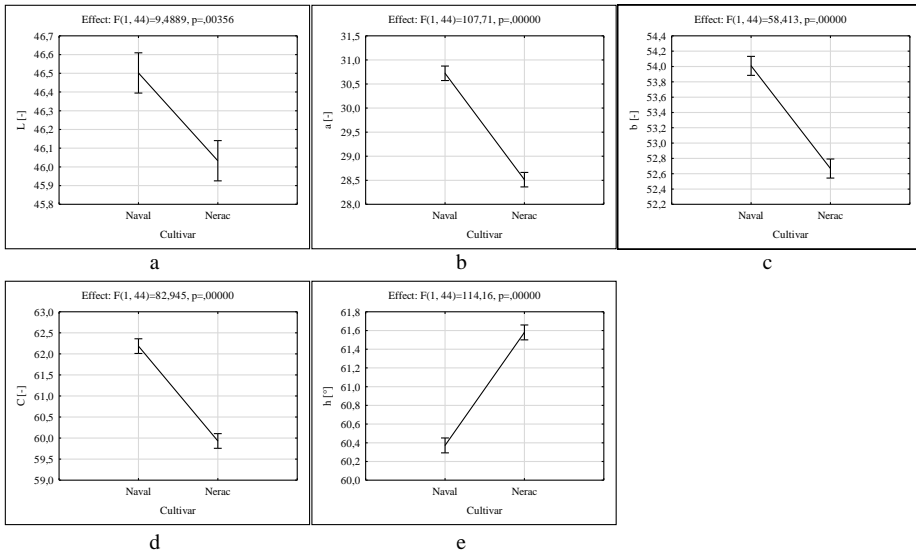 Effect: F(1, 44)=9,4889, p=,00356
46,7
46,6
46,5
46,4
46,3
46,2
46,1
46,0
45,9
45,8
L [-]
Naval Nerac
Cultivar
a
Effect: F(1, 44)=107,71, p=,00000
31,5
31,0
30,5
30,0
29,5
29,0
28,5
28,0
a [-]
Naval Nerac
Cultivar
b
Effect: F(1, 44)=58,413, p=,00000
54,4
54,2
54,0
53,8
53,6
53,4
53,2
53,0
52,8
52,6
52,4
52,2
b [-]
Naval Nerac
Cultivar
c
Effect: F(1, 44)=82,945, p=,00000
63,0
62,5
62,0
61,5
61,0
60,5
60,0
59,5
59,0
C [-]
Naval Nerac
Cultivar
d
Effect: F(1, 44)=114,16, p=,00000
61,8
61,6
61,4
61,2
61,0
60,8
60,6
60,4
60,2
60,0
h [°]
Naval Nerac
Cultivar
e